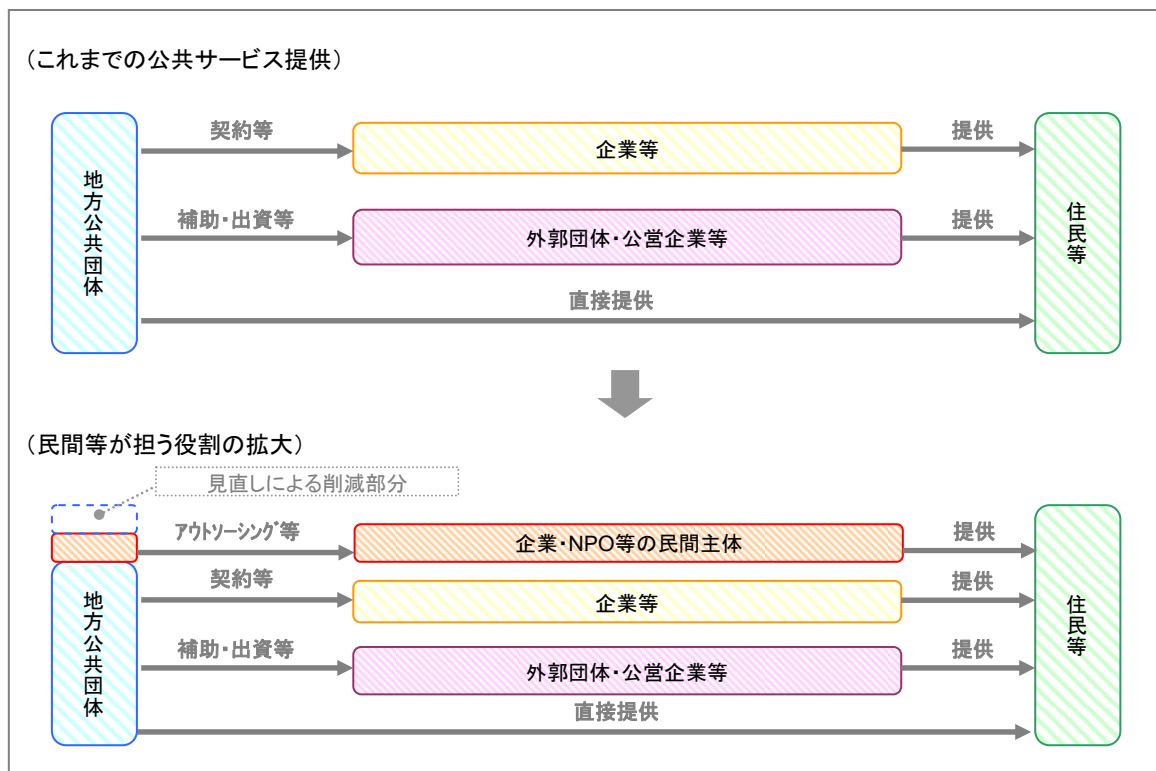 （これまでの公共サービス提供）
契約等
企業等
提供
地方公共団体
補助・出資等
外郭団体・公営企業等
提供
住民等
直接提供
（民間等が担う役割の拡大）
見直しによる削減部分
ｱｳﾄｿｰｼﾝｸﾞ等
企業・NPO等の民間主体
提供
契約等
企業等
提供
地方公共団体
補助・出資等
外郭団体・公営企業等
提供
住民等
直接提供